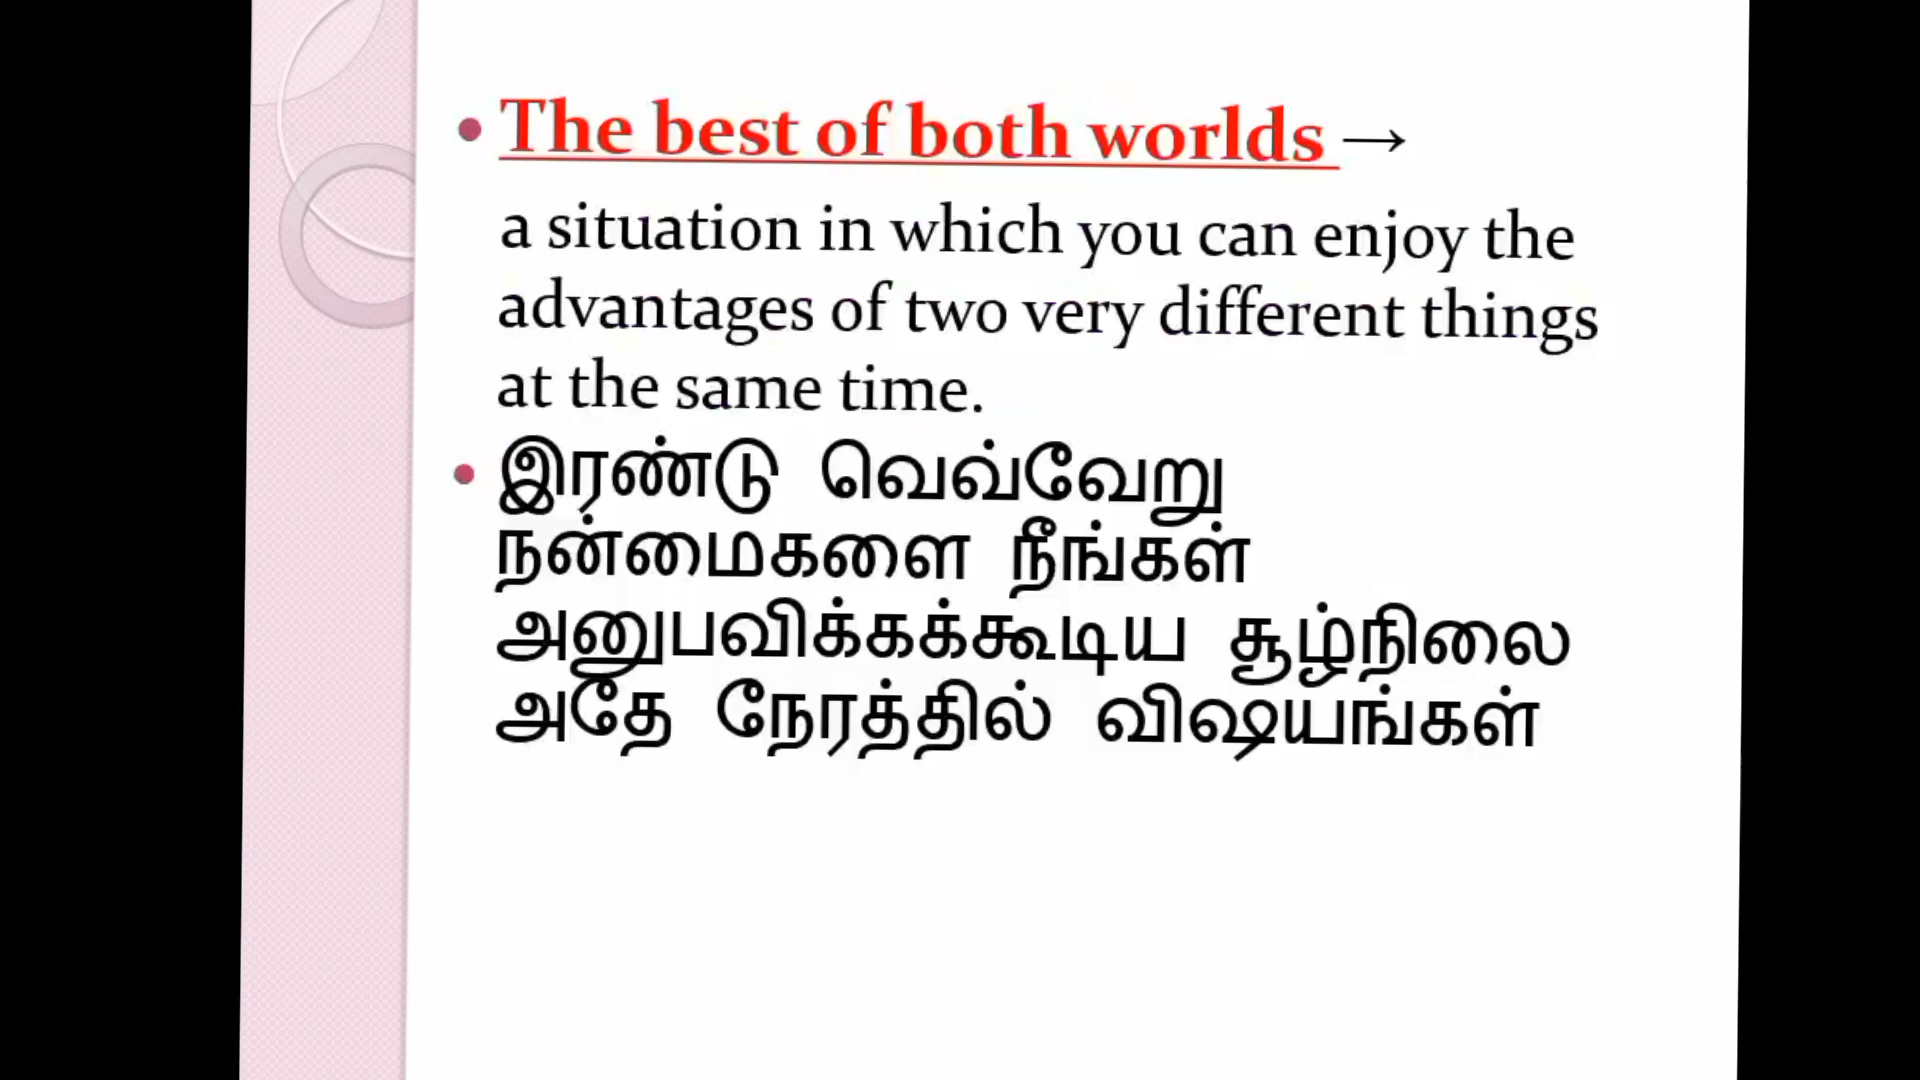 • The best of both worlds →
a situation in which you can enjoy the
advantages of two very different things
at the same time.
• இரண்டு வெவ்வேறு
நன்மைகளை நீங்கள்
அனுபவிக்கக்கூடிய சூழ்நிலை
அதே நேரத்தில் விஷயங்கள்